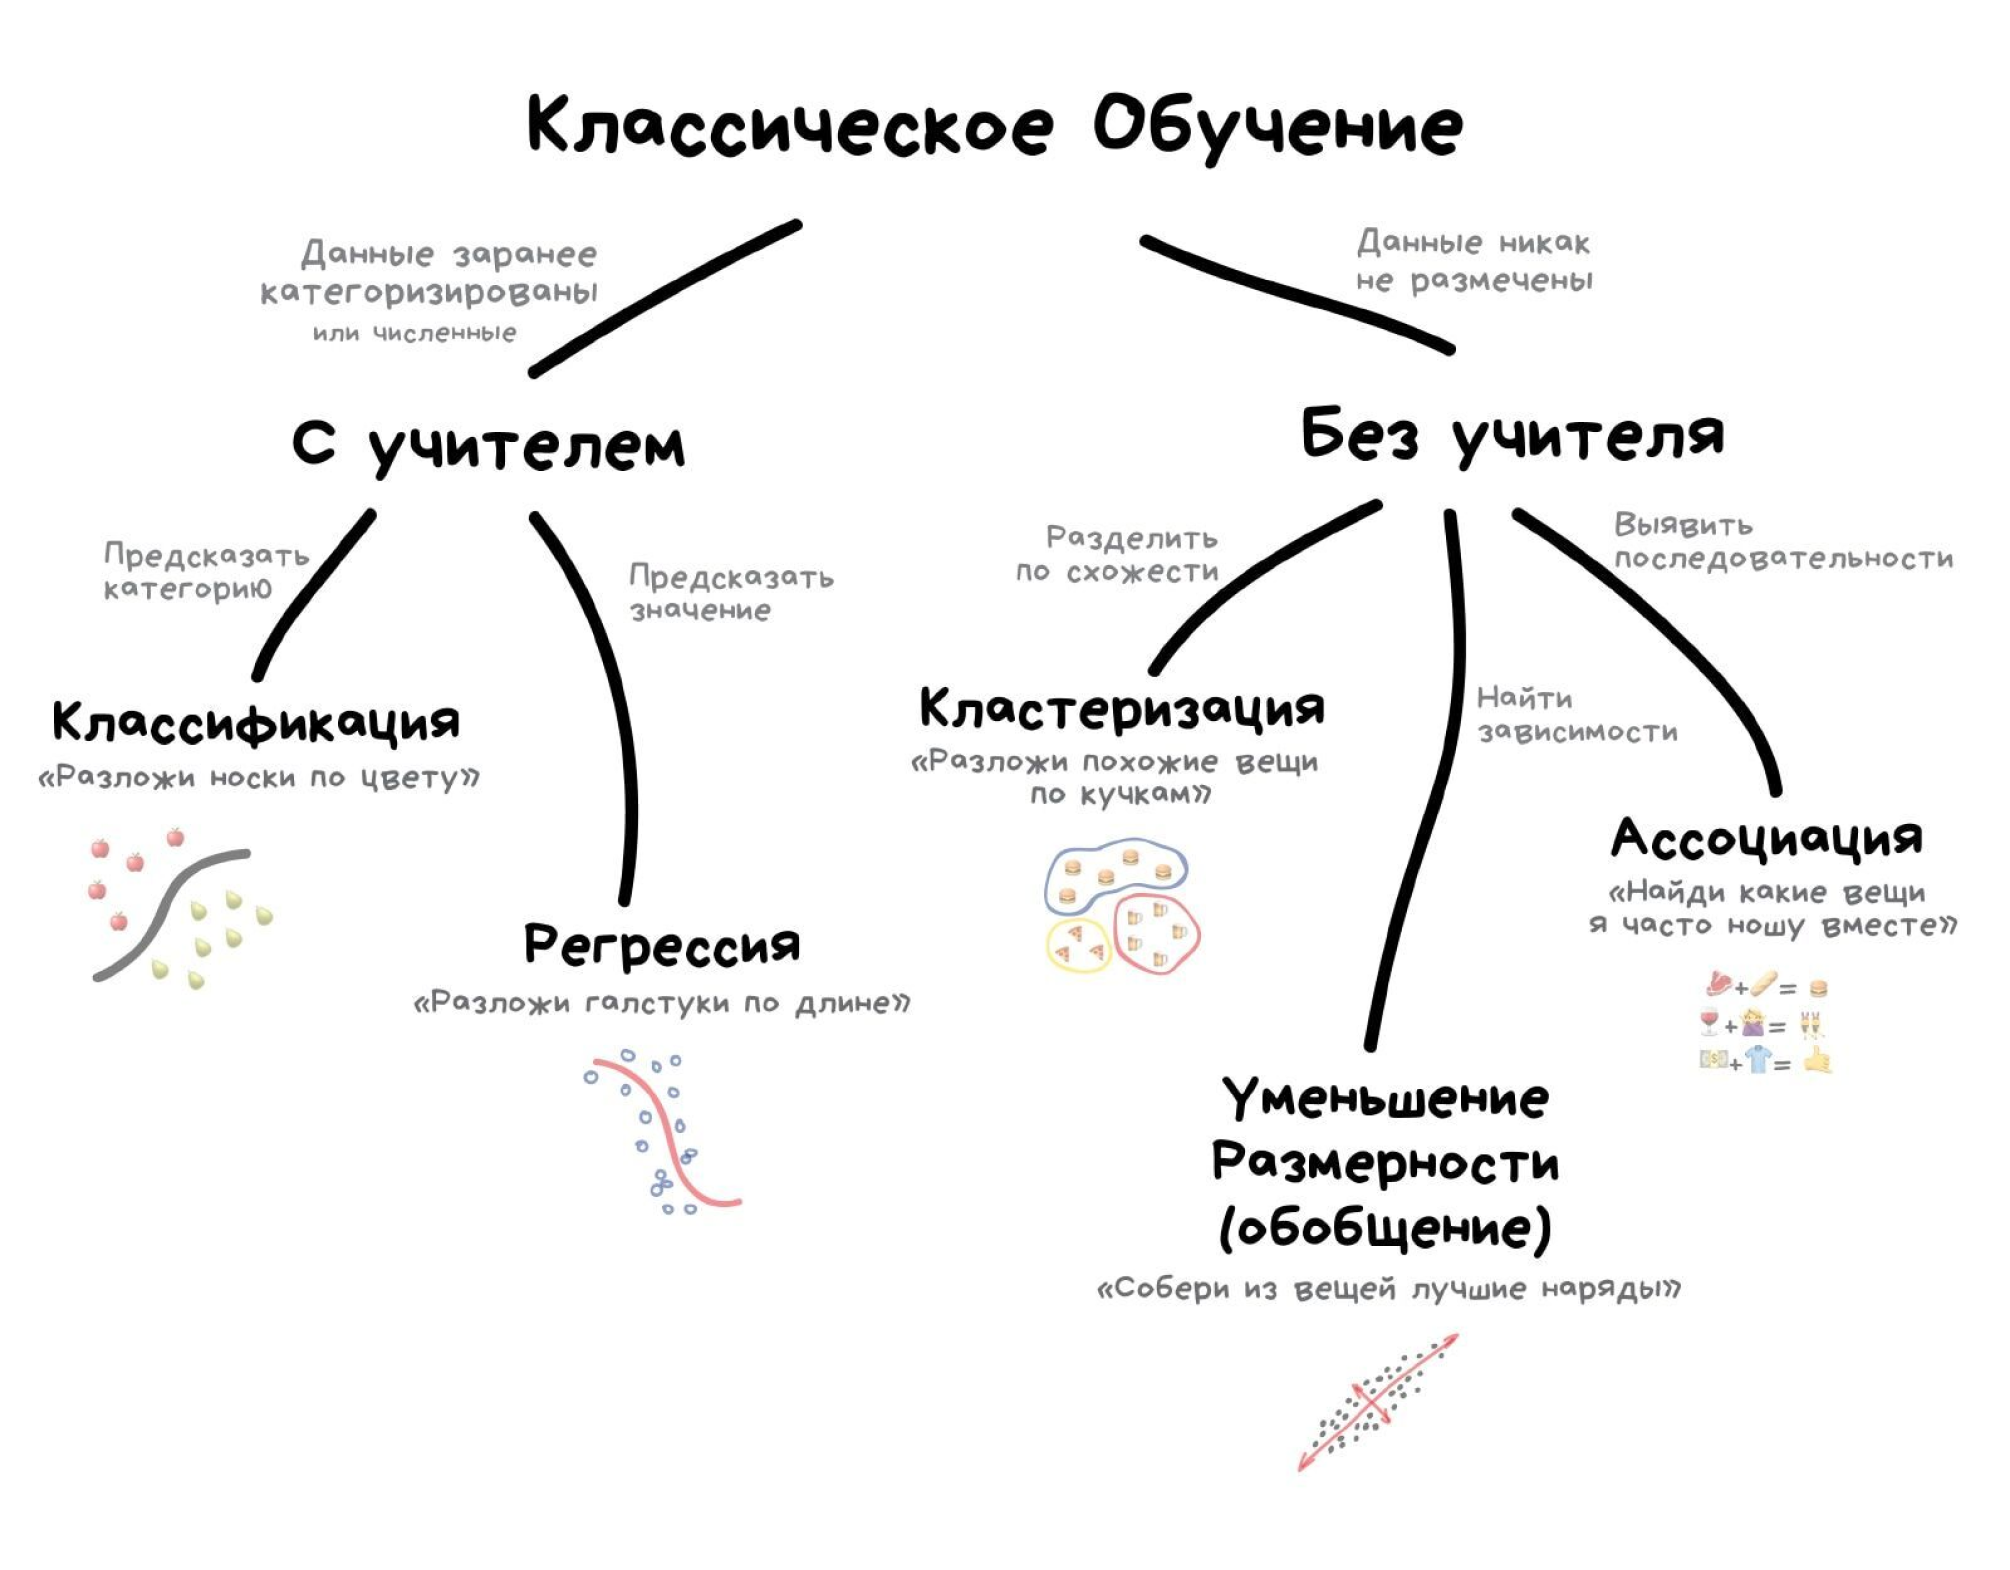 Классическое Обучение
Данные заранее
категоризированы
или численные
Данные никак
не размечены
С учителем
Без учителя
Предсказать
категорию
Предсказать
значение
Разделить
по схожести
Выявить
последовательности
Классификация
«Разложи носки по цвету»
Кластеризация
«Разложи похожие вещи
по кучкам»
Найти
зависимости
Ассоциация
«Найди какие вещи
я часто ношу вместе»
Регрессия
«Разложи галстуки по длине»
Уменьшение
Размерности
(обобщение)
«Собери из вещей лучшие наряды»